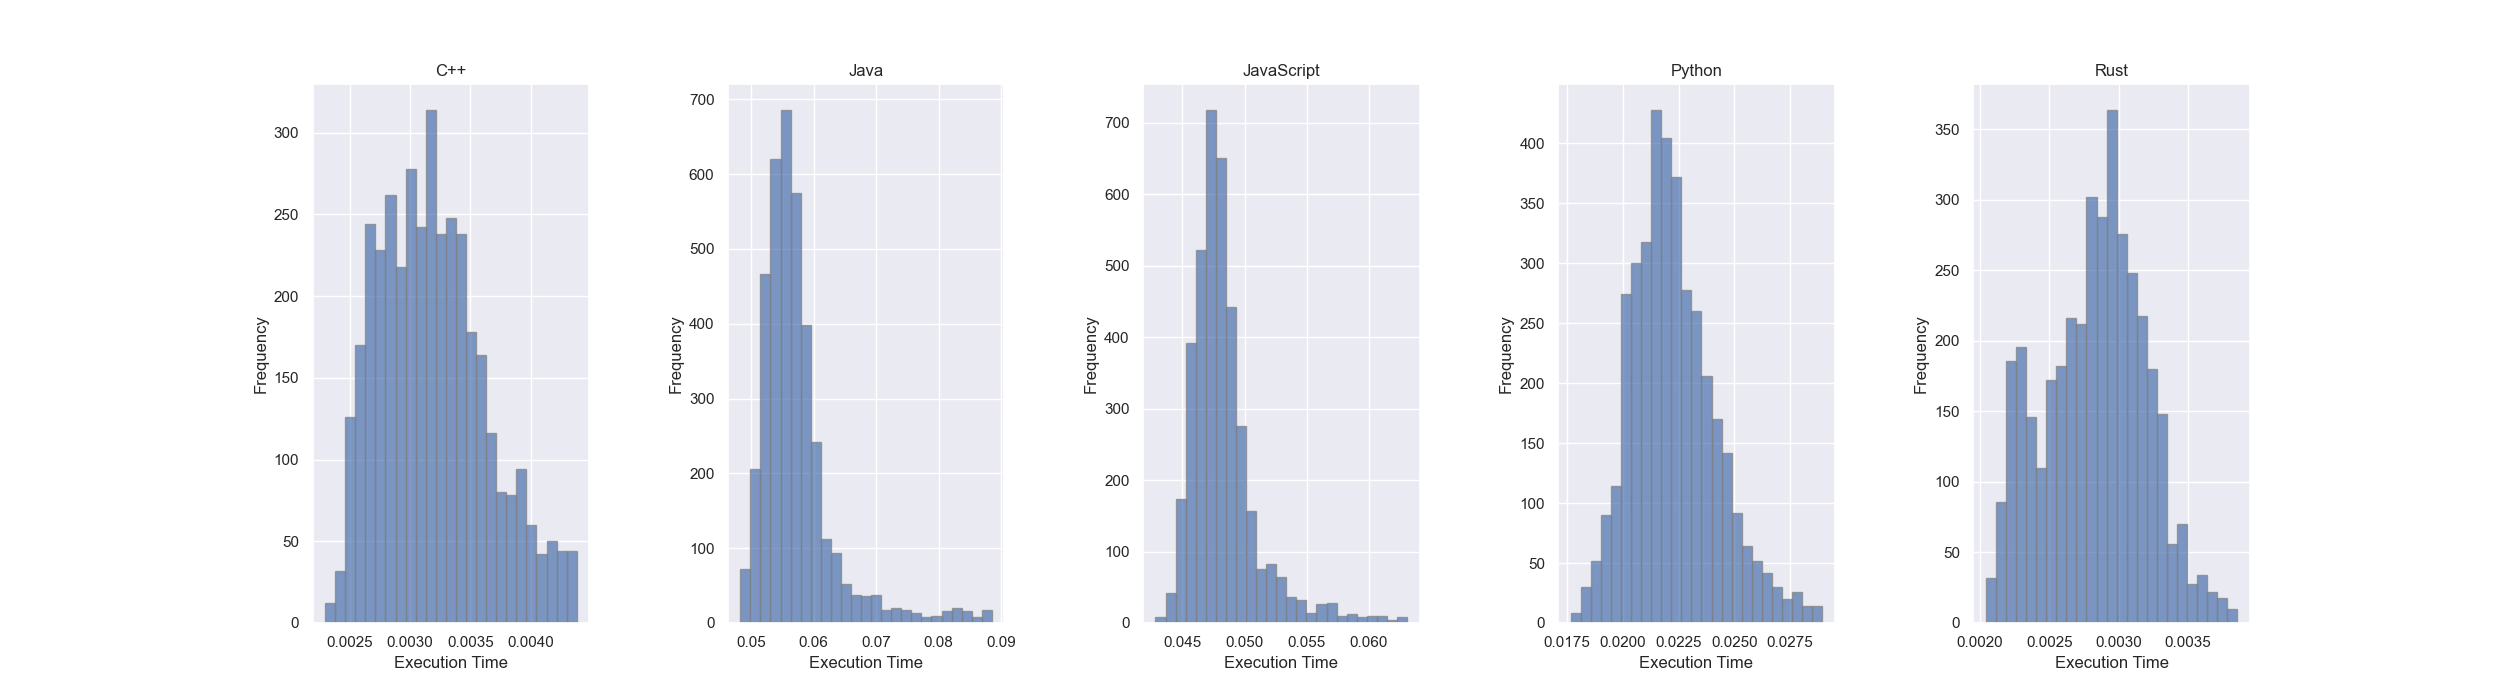 C++
Java
JavaScript
Python
Rust
Frequency
300
250
200
150
100
50
0
0.0025 0.0030 0.0035 0.0040
Execution Time
Frequency
700
600
500
400
300
200
100
0
0.05 0.06 0.07 0.08 0.09
Execution Time
Frequency
700
600
500
400
300
200
100
0
0.045 0.050 0.055 0.060
Execution Time
Frequency
400
350
300
250
200
150
100
50
0
0.0175 0.0200 0.0225 0.0250 0.0275
Execution Time
Frequency
350
300
250
200
150
100
50
0
0.0020 0.0025 0.0030 0.0035
Execution Time